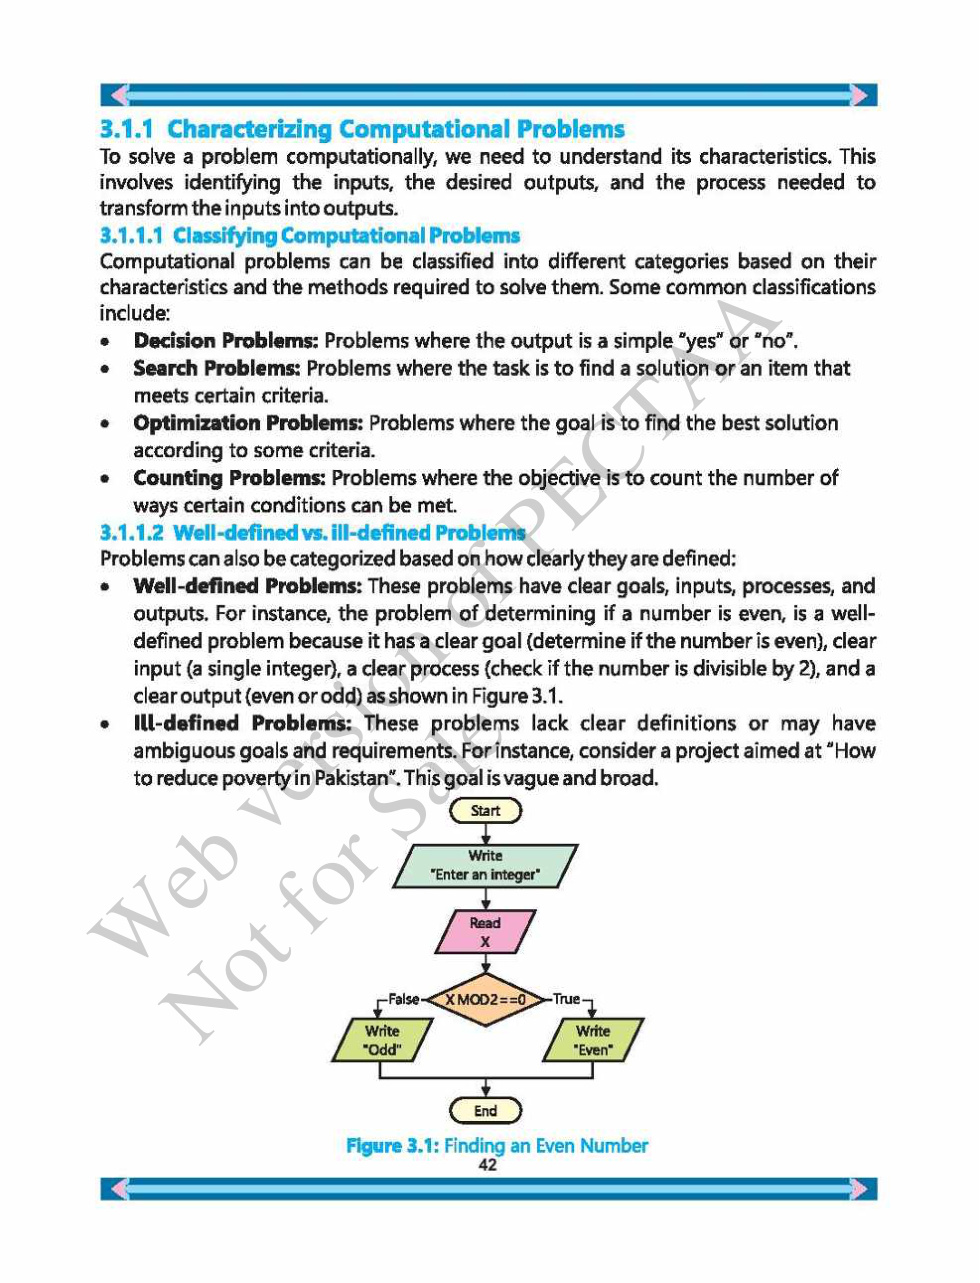 3.1.1 Characterizing Computational Problems
To solve a problem computationally, we need to understand its characteristics. This
involves identifying the inputs, the desired outputs, and the process needed to
transform the inputs into outputs.
3.1.1.1 Classifying Computational Problems
Computational problems can be classified into different categories based on their
characteristics and the methods required to solve them. Some common classifications
include:
• Decision Problems: Problems where the output is a simple "yes" or "no".
• Search Problems: Problems where the task is to find a solution or an item that
meets certain criteria.
• Optimization Problems: Problems where the goal is to find the best solution
according to some criteria.
• Counting Problems: Problems where the objective is to count the number of
ways certain conditions can be met.
3.1.1.2 Well-defined vs. ill-defined Problems
Problems can also be categorized based on how clearly they are defined:
• Well-defined Problems: These problems have clear goals, inputs, processes, and
outputs. For instance, the problem of determining if a number is even, is a well-
defined problem because it has a clear goal (determine if the number is even), clear
input (a single integer), a clear process (check if the number is divisible by 2), and a
clear output (even or odd) as shown in Figure 3.1.
• Ill-defined Problems: These problems lack clear definitions or may have
ambiguous goals and requirements. For instance, consider a project aimed at "How
to reduce poverty in Pakistan". This goal is vague and broad.
Start
Write
"Enter an integer"
Read
X
False
X MOD2==0
True
Write
"Odd"
Write
"Even"
End
Figure 3.1: Finding an Even Number
42
Web version of PECTAA
Not for Sale